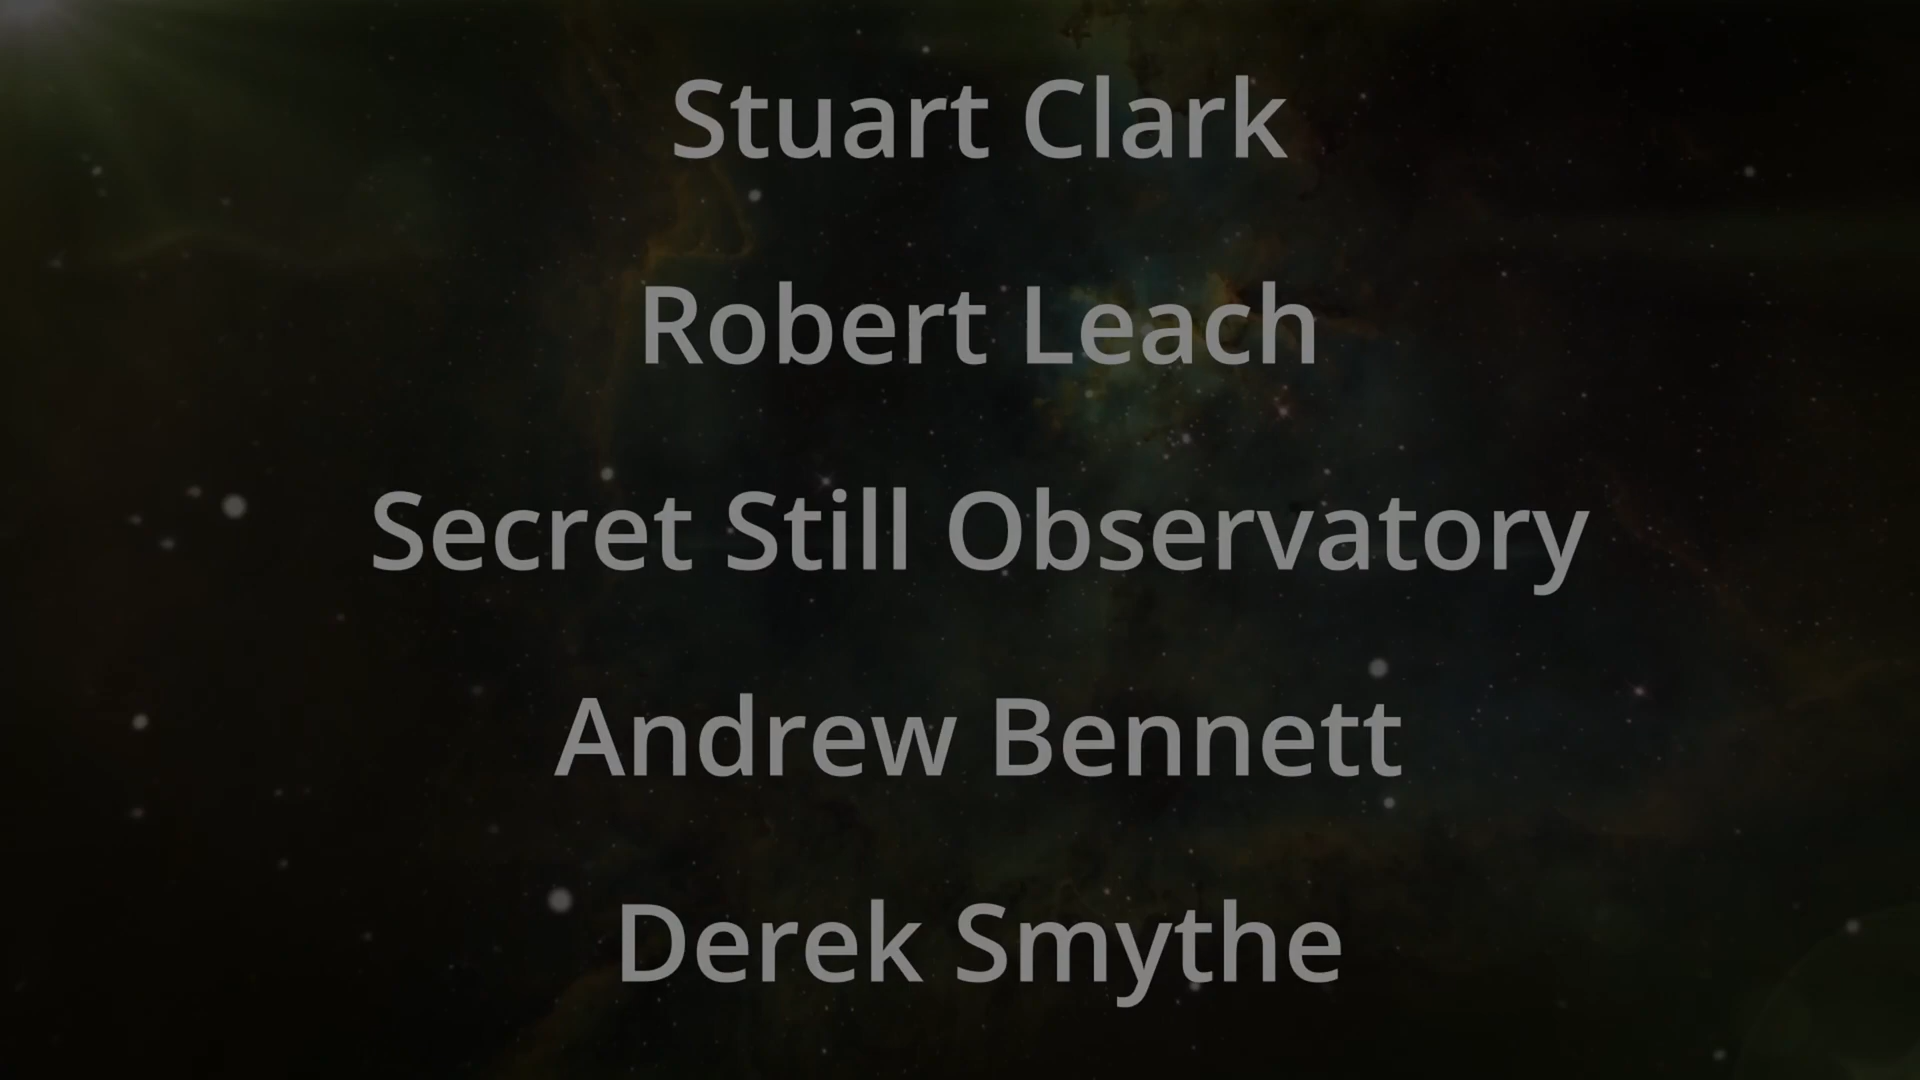 Stuart Clark
Robert Leach
Secret Still Observatory
Andrew Bennett
Derek Smythe